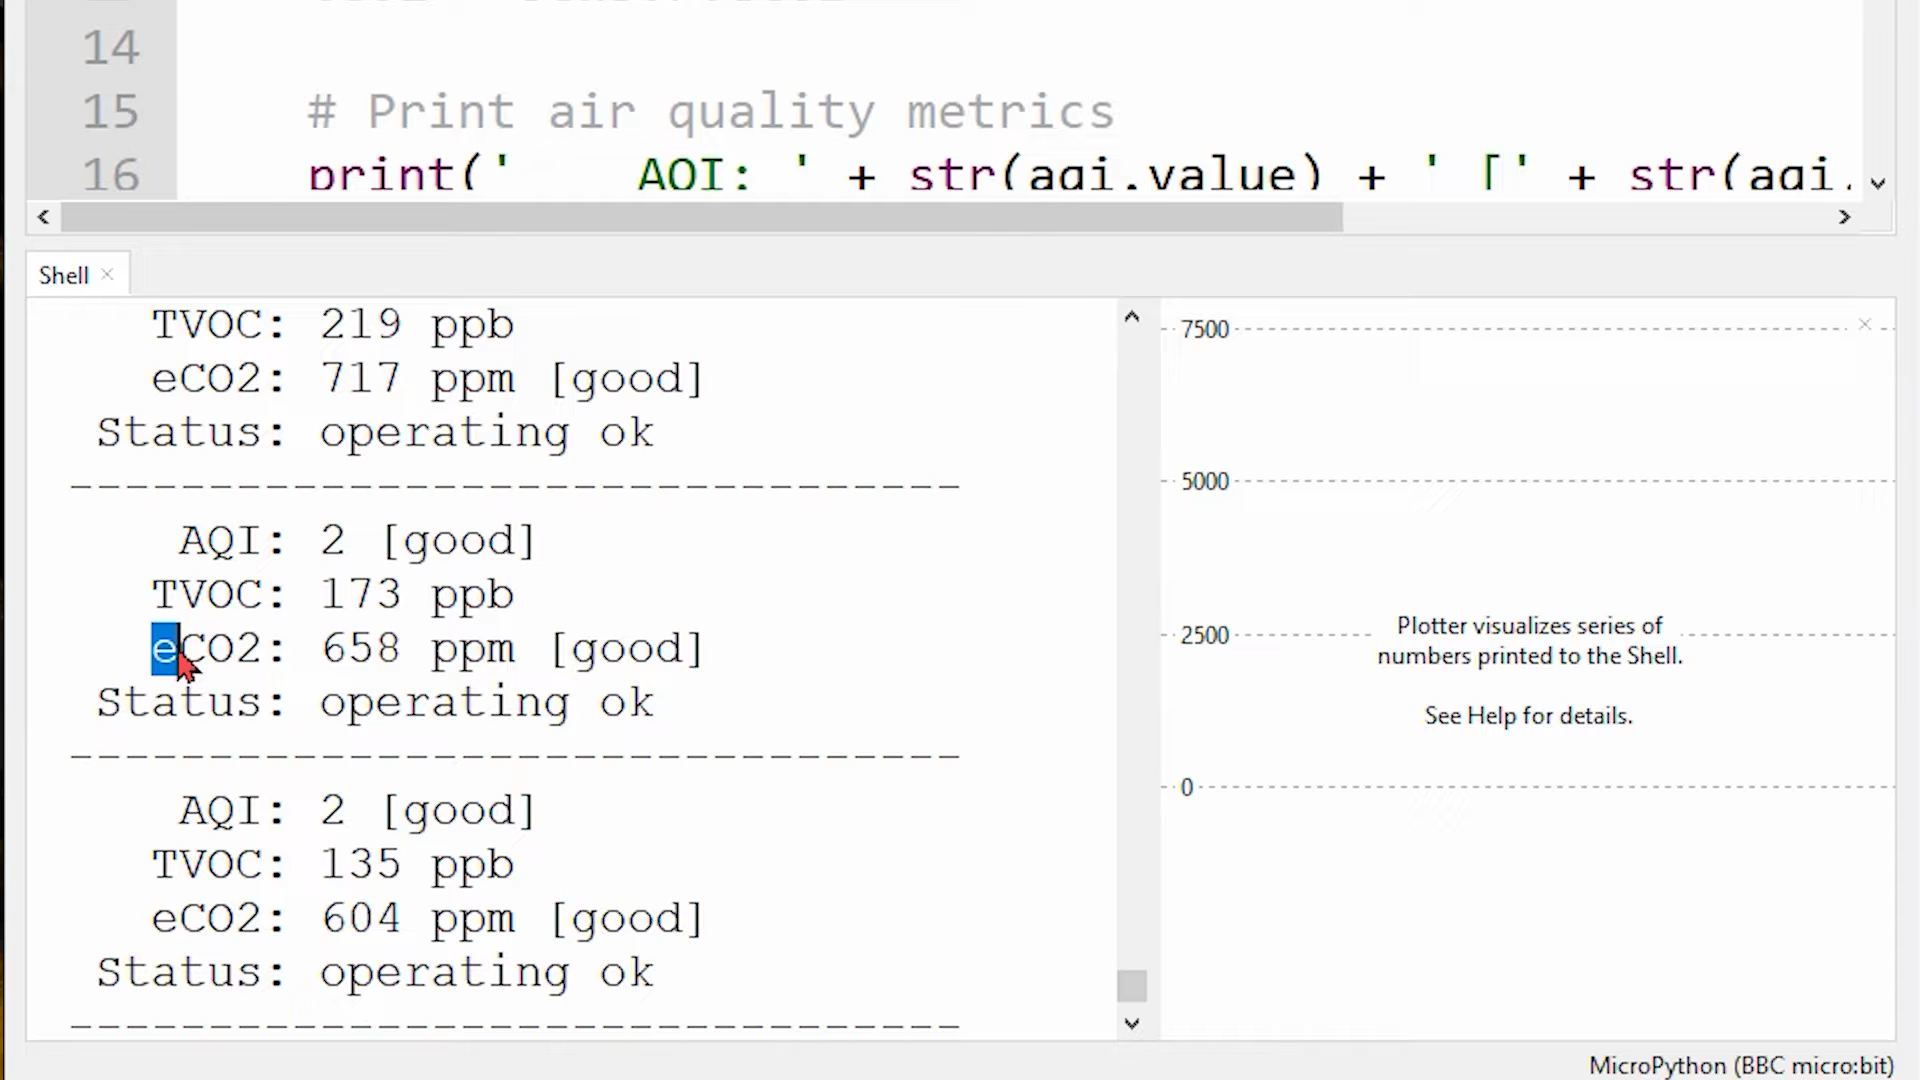 14
15 # Print air quality metrics
16 print('    AQI: ' + str(aqi.value) + ' [' + str(aqi.
Shell
TVOC: 219 ppb
eCO2: 717 ppm [good]
Status: operating ok
--------------------------------
AQI: 2 [good]
TVOC: 173 ppb
eCO2: 658 ppm [good]
Status: operating ok
--------------------------------
AQI: 2 [good]
TVOC: 135 ppb
eCO2: 604 ppm [good]
Status: operating ok
--------------------------------
7500
5000
2500
0
Plotter visualizes series of
numbers printed to the Shell.
See Help for details.
MicroPython (BBC micro:bit)